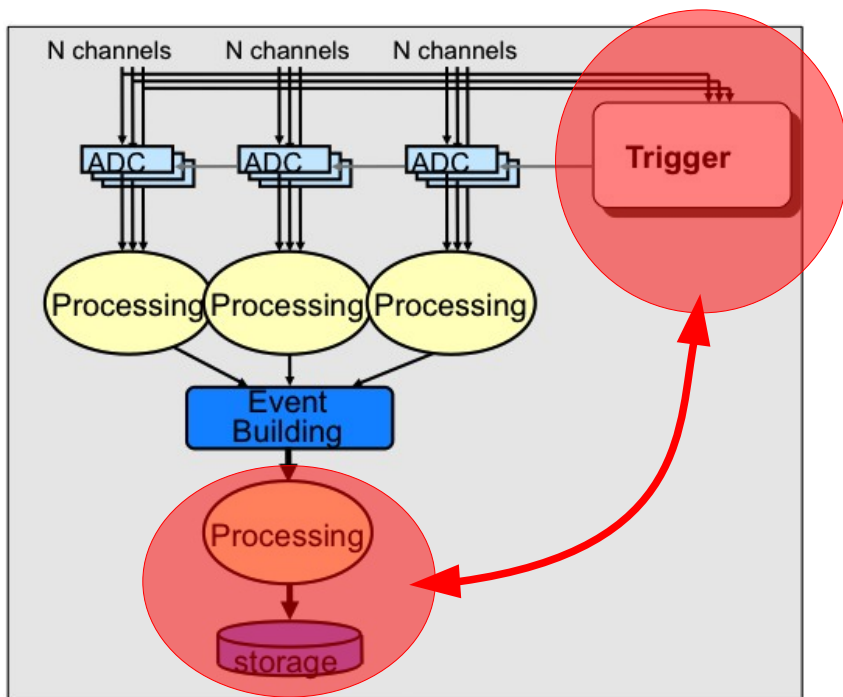 N channels N channels N channels
ADC ADC ADC Trigger
Processing Processing Processing
Event
Building
Processing
storage